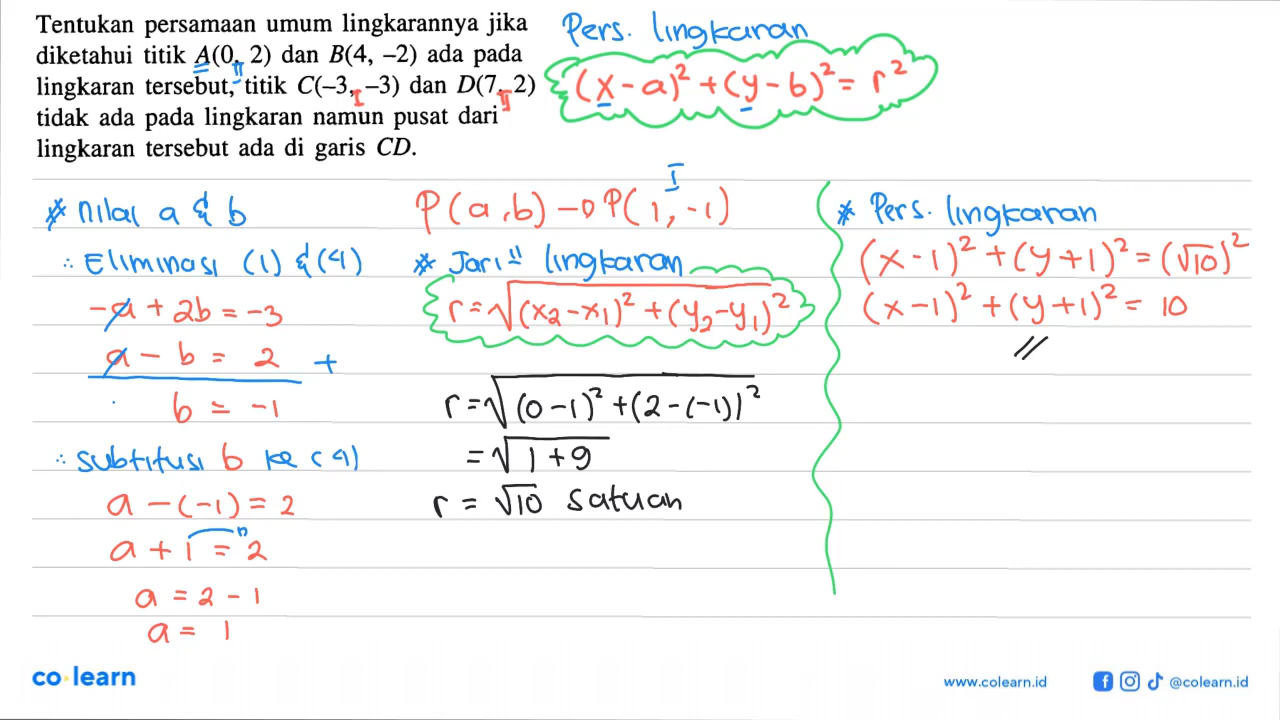 Tentukan persamaan umum lingkarannya jika
diketahui titik A(0, 2) dan B(4, –2) ada pada
lingkaran tersebut, titik C(–3, –3) dan D(7, 2)
tidak ada pada lingkaran namun pusat dari
lingkaran tersebut ada di garis CD.
Pers. lingkaran
(x - a)² + (y - b)² = r²
* Nilai a & b
∴ Eliminasi (1) & (4)
-a + 2b = -3
a - b = 2 +
b = -1
∴ Subtitusi b ke (4)
a - (-1) = 2
a + 1 = 2
a = 2 - 1
a = 1
I
P(a, b) → P(1, -1)
* Jari" lingkaran
r = √(x₂ - x₁)² + (y₂ - y₁)²
r = √(0 - 1)² + (2 - (-1))²
= √1 + 9
r = √10 satuan
* Pers. lingkaran
(x - 1)² + (y + 1)² = (√10)²
(x - 1)² + (y + 1)² = 10
co learn
www.colearn.id
@colearn.id